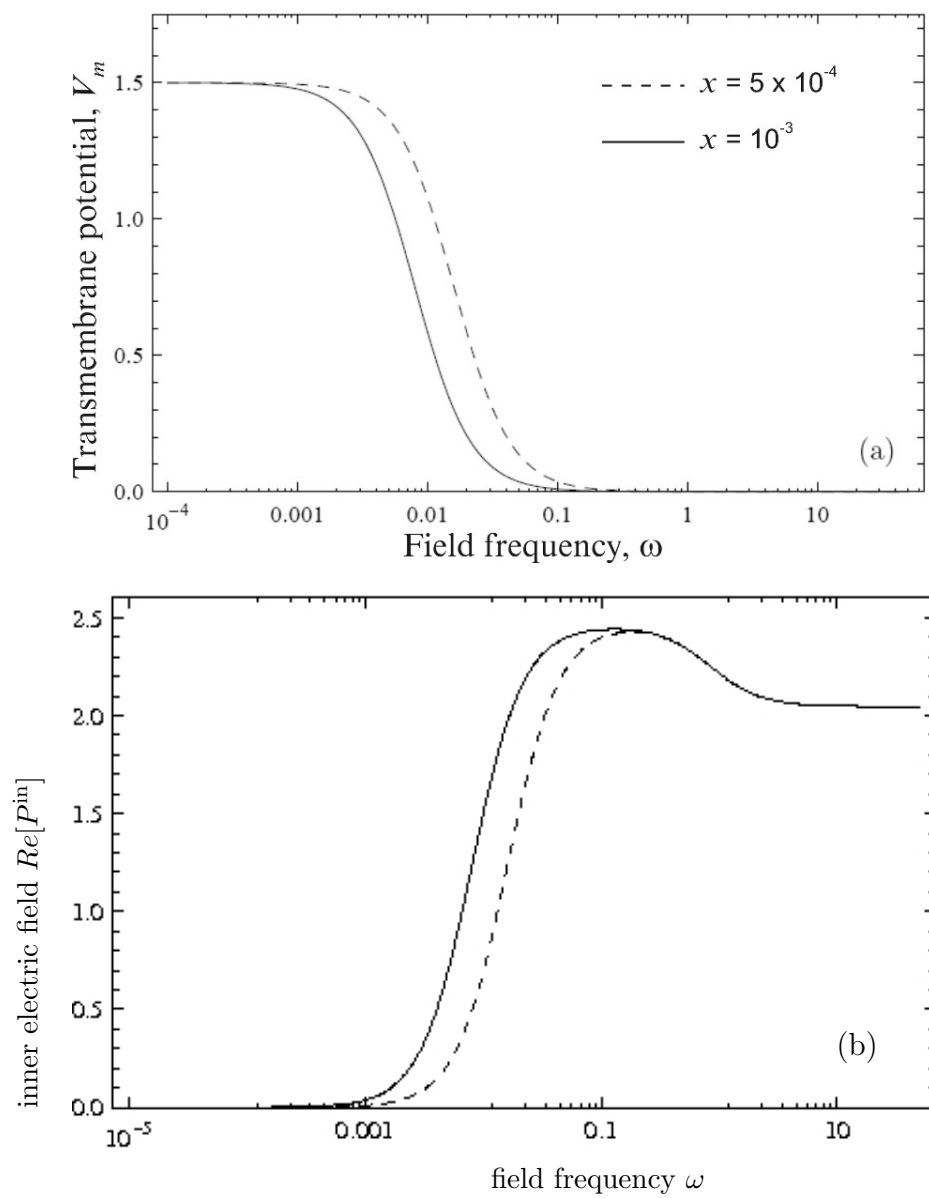 Transmembrane potential, Vₘ
1.5
1.0
0.5
0.0
x = 5 x 10⁻⁴
x = 10⁻³
(a)
10⁻⁴ 0.001 0.01 0.1 1 10
Field frequency, ω
inner electric field Re[Pⁱⁿ]
2.5
2.0
1.5
1.0
0.5
0.0
(b)
10⁻⁵ 0.001 0.1 10
field frequency ω